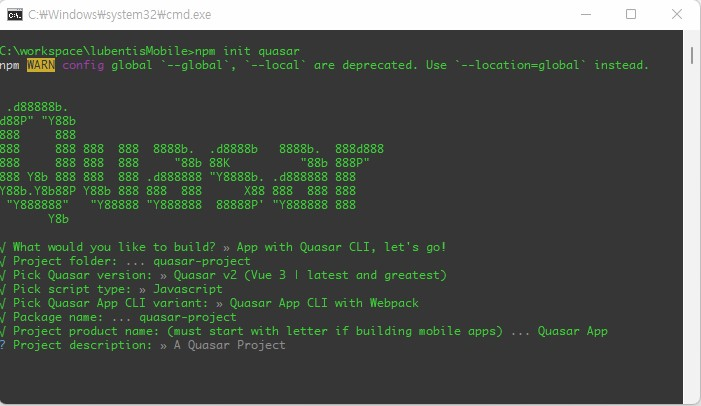 C:₩Windows₩system32₩cmd.exe
C:\workspace\lubentisMobile>npm init quasar
npm WARN config global `--global`, `--local` are deprecated. Use `--location=global` instead.
 .d88888b.
d88P" "Y88b
888     888
888     888 888  888  8888b.  .d8888b   8888b.  888d888
888     888 888  888     "88b 88K          "88b 888P"
888 Y8b 888 888  888 .d888888 "Y8888b. .d888888 888
Y88b.Y8b88P Y88b 888 888  888      X88 888  888 888
 "Y888888"   "Y88888 "Y888888  88888P' "Y888888 888
       Y8b
√ What would you like to build? » App with Quasar CLI, let's go!
√ Project folder: ... quasar-project
√ Pick Quasar version: » Quasar v2 (Vue 3 | latest and greatest)
√ Pick script type: » Javascript
√ Pick Quasar App CLI variant: » Quasar App CLI with Webpack
√ Package name: ... quasar-project
√ Project product name: (must start with letter if building mobile apps) ... Quasar App
? Project description: » A Quasar Project